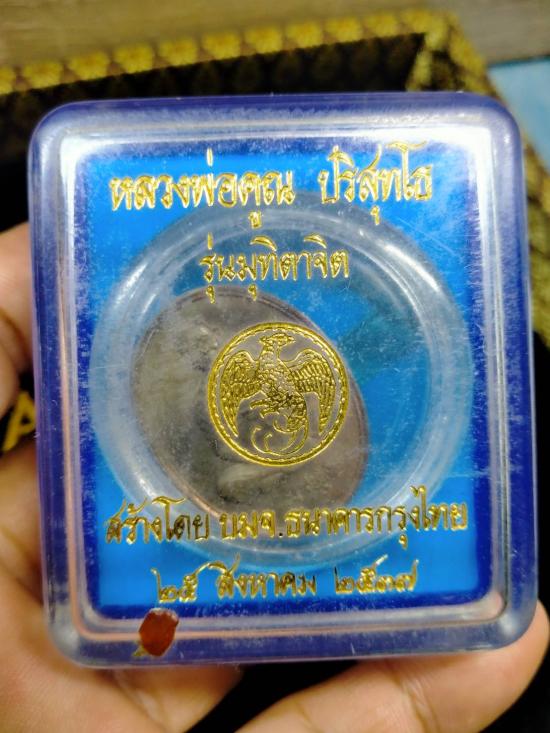 หลวงพ่อคูณ ปริสุทโธ
รุ่นมุทิตาจิต
สร้างโดย บมจ.ธนาคารกรุงไทย
๒๕ สิงหาคม ๒๕๓๗